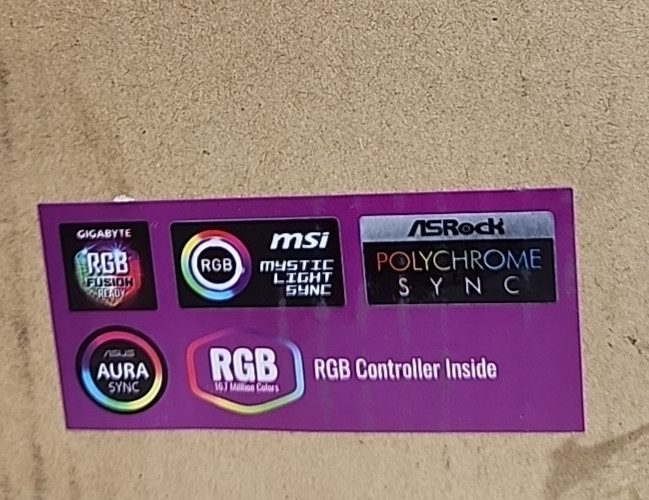 GIGABYTE
RGB
FUSION
READY
RGB
msi
MYSTIC
LIGHT
SYNC
ASRock
POLYCHROME
SYNC
ASUS
AURA
SYNC
RGB
16.7 Million Colors
RGB Controller Inside